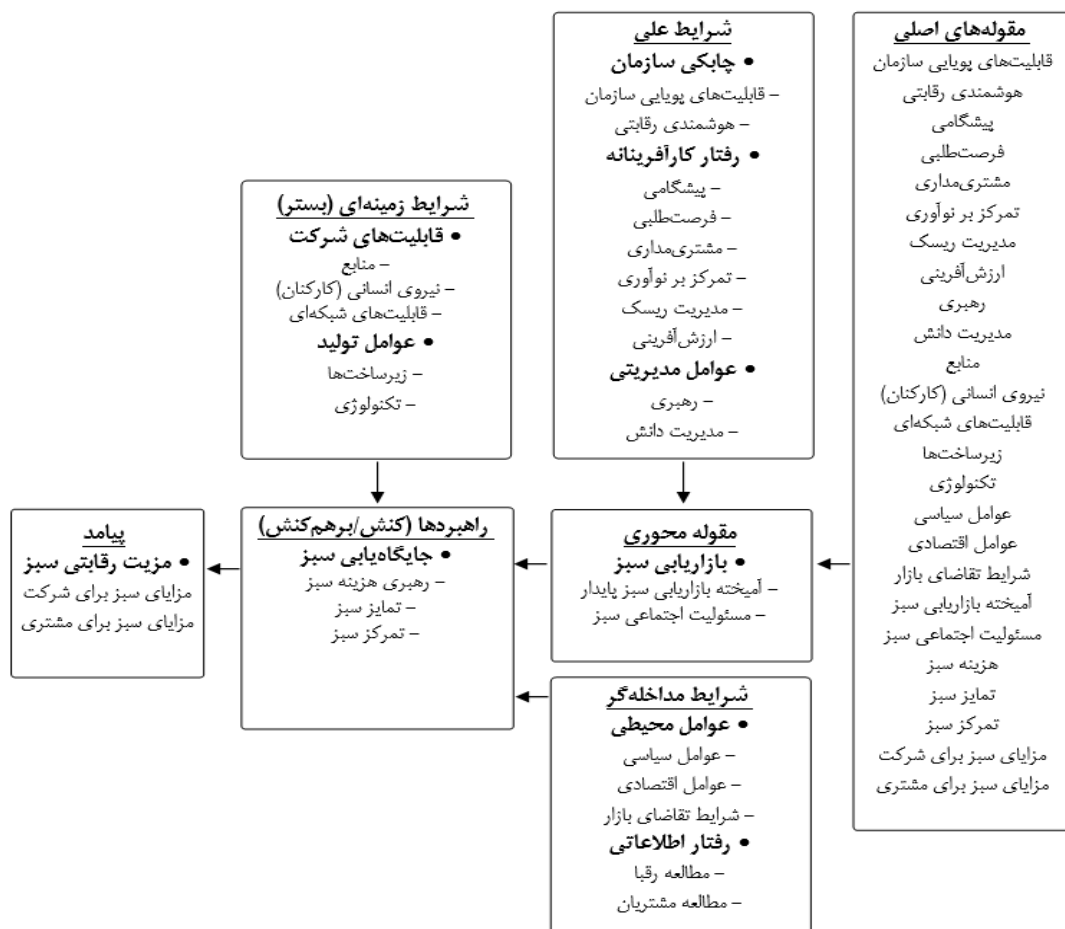 مقوله‌های اصلی
قابلیت‌های پویایی سازمان
هوشمندی رقابتی
پیشگامی
فرصت‌طلبی
مشتری‌مداری
تمرکز بر نوآوری
مدیریت ریسک
ارزش‌آفرینی
رهبری
مدیریت دانش
منابع
نیروی انسانی (کارکنان)
قابلیت‌های شبکه‌ای
زیرساخت‌ها
تکنولوژی
عوامل سیاسی
عوامل اقتصادی
شرایط تقاضای بازار
آمیخته بازاریابی سبز
مسئولیت اجتماعی سبز
هزینه سبز
تمایز سبز
تمرکز سبز
مزایای سبز برای شرکت
مزایای سبز برای مشتری
شرایط علی
• چابکی سازمان
– قابلیت‌های پویایی سازمان
– هوشمندی رقابتی
• رفتار کارآفرینانه
– پیشگامی
– فرصت‌طلبی
– مشتری‌مداری
– تمرکز بر نوآوری
– مدیریت ریسک
– ارزش‌آفرینی
• عوامل مدیریتی
– رهبری
– مدیریت دانش
شرایط زمینه‌ای (بستر)
• قابلیت‌های شرکت
– منابع
– نیروی انسانی (کارکنان)
– قابلیت‌های شبکه‌ای
• عوامل تولید
– زیرساخت‌ها
– تکنولوژی
مقوله محوری
• بازاریابی سبز
– آمیخته بازاریابی سبز پایدار
– مسئولیت اجتماعی سبز
راهبردها (کنش/برهم‌کنش)
• جایگاه‌یابی سبز
– رهبری هزینه سبز
– تمایز سبز
– تمرکز سبز
پیامد
• مزیت رقابتی سبز
مزایای سبز برای شرکت
مزایای سبز برای مشتری
شرایط مداخله‌گر
• عوامل محیطی
– عوامل سیاسی
– عوامل اقتصادی
– شرایط تقاضای بازار
• رفتار اطلاعاتی
– مطالعه رقبا
– مطالعه مشتریان